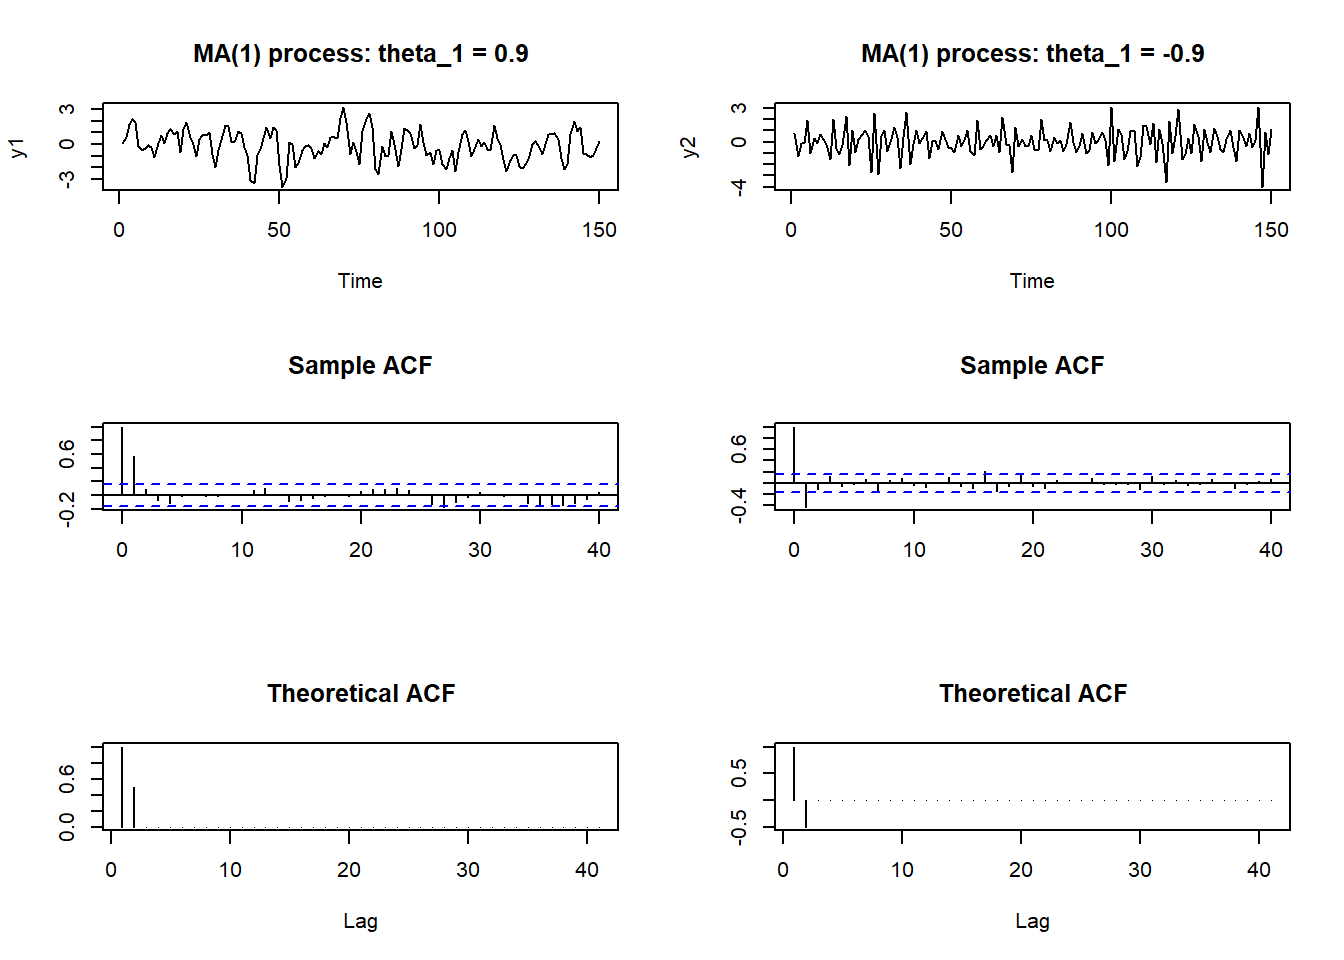 MA(1) process: theta_1 = 0.9
y1
3
0
-3
0 50 100 150
Time
MA(1) process: theta_1 = -0.9
y2
3
0
-4
0 50 100 150
Time
Sample ACF
0.6
-0.2
0 10 20 30 40
Sample ACF
0.6
-0.4
0 10 20 30 40
Theoretical ACF
0.6
0.0
0 10 20 30 40
Lag
Theoretical ACF
0.5
-0.5
0 10 20 30 40
Lag